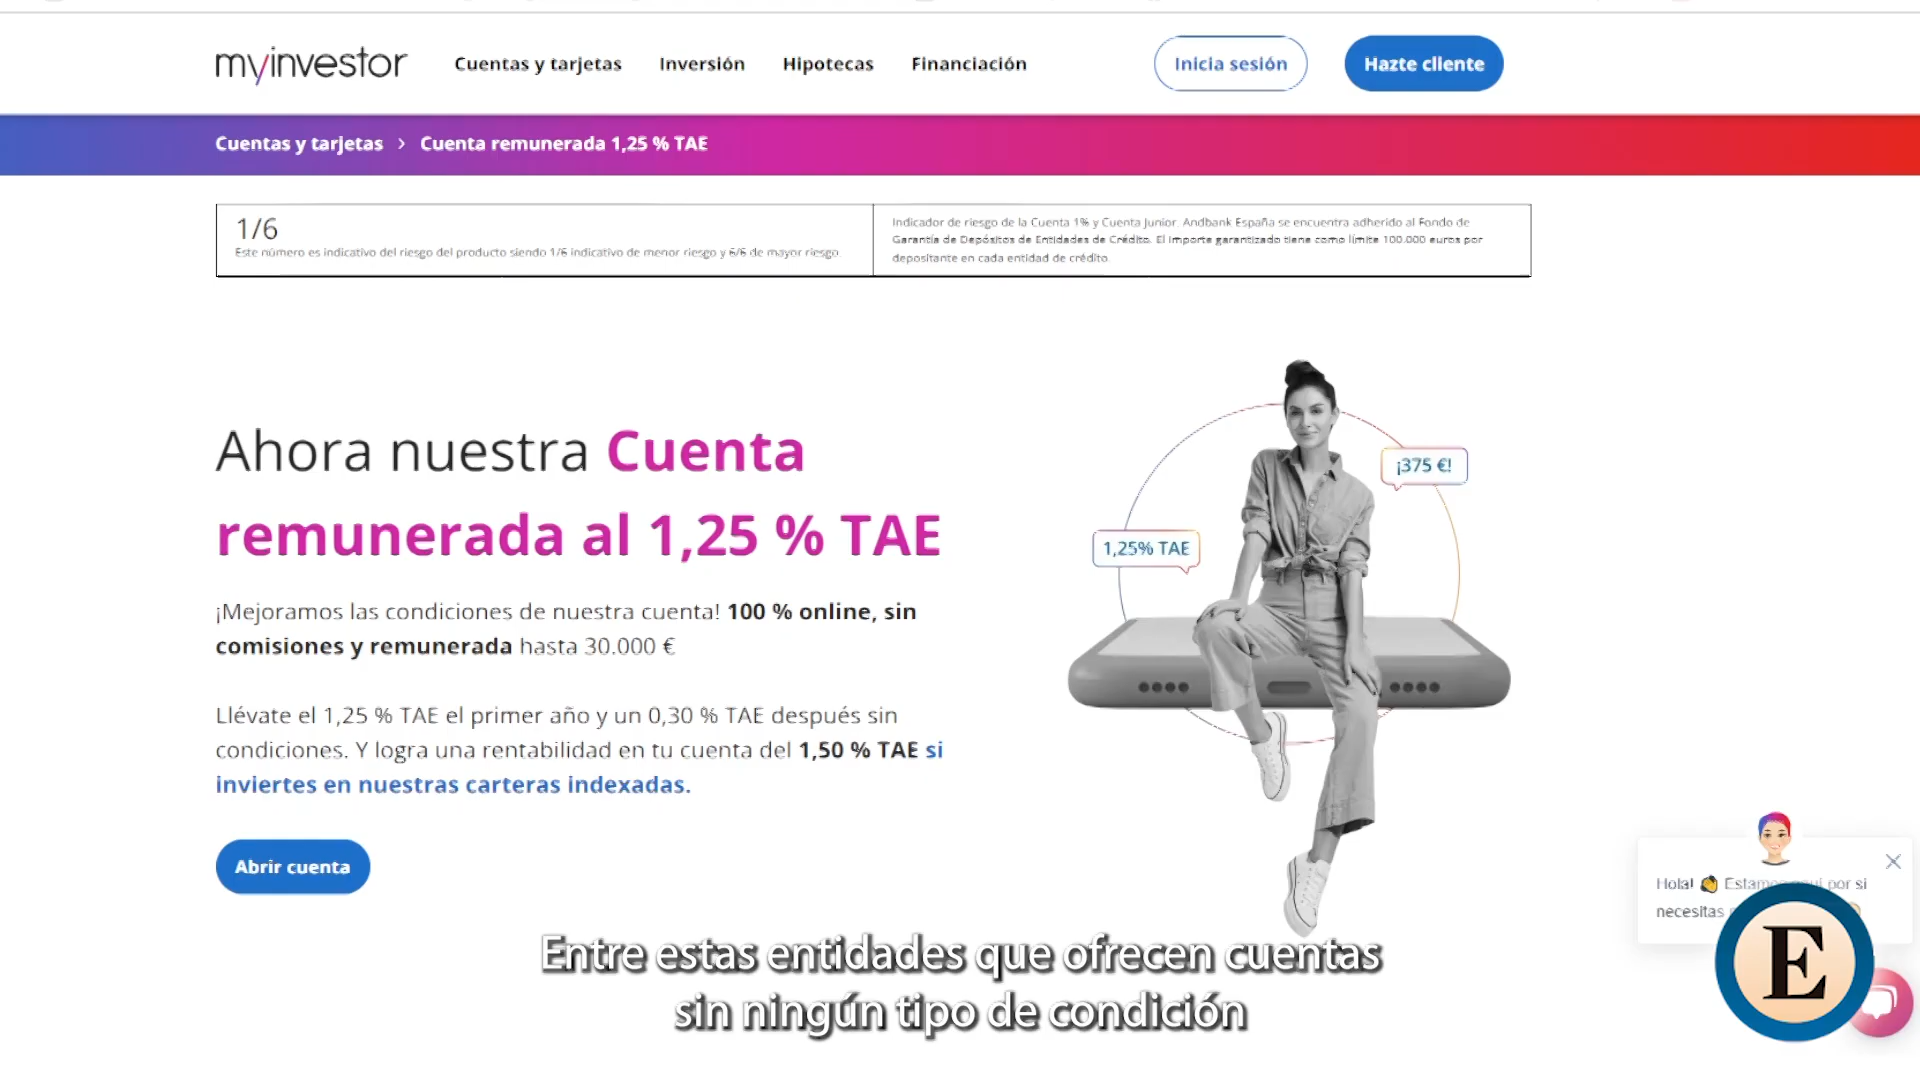 myinvestor
Cuentas y tarjetas
Inversión
Hipotecas
Financiación
Inicia sesión
Hazte cliente
Cuentas y tarjetas > Cuenta remunerada 1,25 % TAE
1/6
Este número es indicativo del riesgo del producto siendo 1/6 indicativo de menor riesgo y 6/6 de mayor riesgo.
Indicador de riesgo de la Cuenta 1% y Cuenta Junior. Andbank España se encuentra adherido al Fondo de
Garantía de Depósitos de Entidades de Crédito. El importe garantizado tiene como límite 100.000 euros por
depositante en cada entidad de crédito.
Ahora nuestra Cuenta
remunerada al 1,25 % TAE
¡Mejoramos las condiciones de nuestra cuenta! 100 % online, sin
comisiones y remunerada hasta 30.000 €
Llévate el 1,25 % TAE el primer año y un 0,30 % TAE después sin
condiciones. Y logra una rentabilidad en tu cuenta del 1,50 % TAE si
inviertes en nuestras carteras indexadas.
Abrir cuenta
¡375 €!
1,25% TAE
Hola! Estamos por si
necesitas
E
Entre estas entidades que ofrecen cuentas
sin ningún tipo de condición